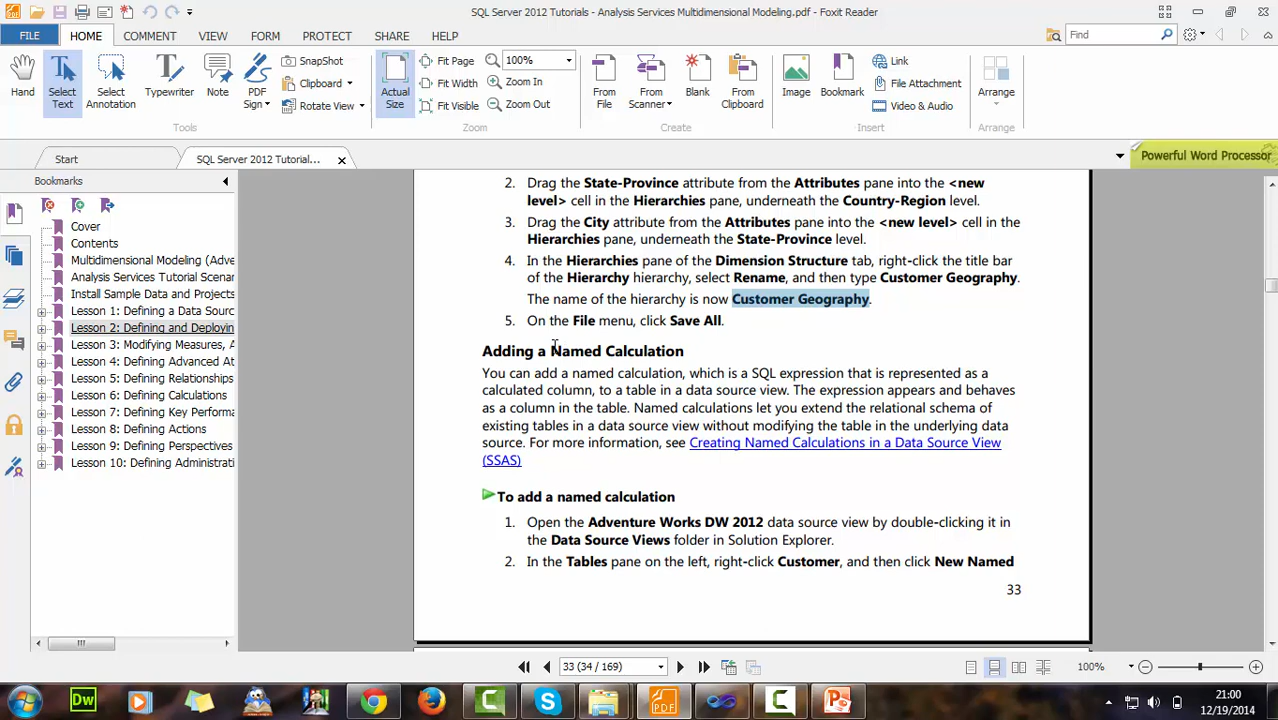 SQL Server 2012 Tutorials - Analysis Services Multidimensional Modeling.pdf - Foxit Reader
FILE HOME COMMENT VIEW FORM PROTECT SHARE HELP
Find
Hand
Select Text
Select Annotation
Typewriter
Note
PDF Sign
SnapShot
Clipboard
Rotate View
Tools
Actual Size
Fit Page
Fit Width
Fit Visible
100%
Zoom In
Zoom Out
Zoom
From File
From Scanner
Blank
From Clipboard
Create
Image
Bookmark
Link
File Attachment
Video & Audio
Insert
Arrange
Arrange
Start
SQL Server 2012 Tutorial...
Powerful Word Processor
Bookmarks
Cover
Contents
Multidimensional Modeling (Adve
Analysis Services Tutorial Scenar
Install Sample Data and Projects
Lesson 1: Defining a Data Sourc
Lesson 2: Defining and Deployin
Lesson 3: Modifying Measures, A
Lesson 4: Defining Advanced At
Lesson 5: Defining Relationships
Lesson 6: Defining Calculations
Lesson 7: Defining Key Performa
Lesson 8: Defining Actions
Lesson 9: Defining Perspectives
Lesson 10: Defining Administrati
2. Drag the State-Province attribute from the Attributes pane into the <new
level> cell in the Hierarchies pane, underneath the Country-Region level.
3. Drag the City attribute from the Attributes pane into the <new level> cell in the
Hierarchies pane, underneath the State-Province level.
4. In the Hierarchies pane of the Dimension Structure tab, right-click the title bar
of the Hierarchy hierarchy, select Rename, and then type Customer Geography.
The name of the hierarchy is now Customer Geography.
5. On the File menu, click Save All.
Adding a Named Calculation
You can add a named calculation, which is a SQL expression that is represented as a
calculated column, to a table in a data source view. The expression appears and behaves
as a column in the table. Named calculations let you extend the relational schema of
existing tables in a data source view without modifying the table in the underlying data
source. For more information, see Creating Named Calculations in a Data Source View
(SSAS)
To add a named calculation
1. Open the Adventure Works DW 2012 data source view by double-clicking it in
the Data Source Views folder in Solution Explorer.
2. In the Tables pane on the left, right-click Customer, and then click New Named
33
33 (34 / 169)
100%
Dw
PDF
21:00
12/19/2014